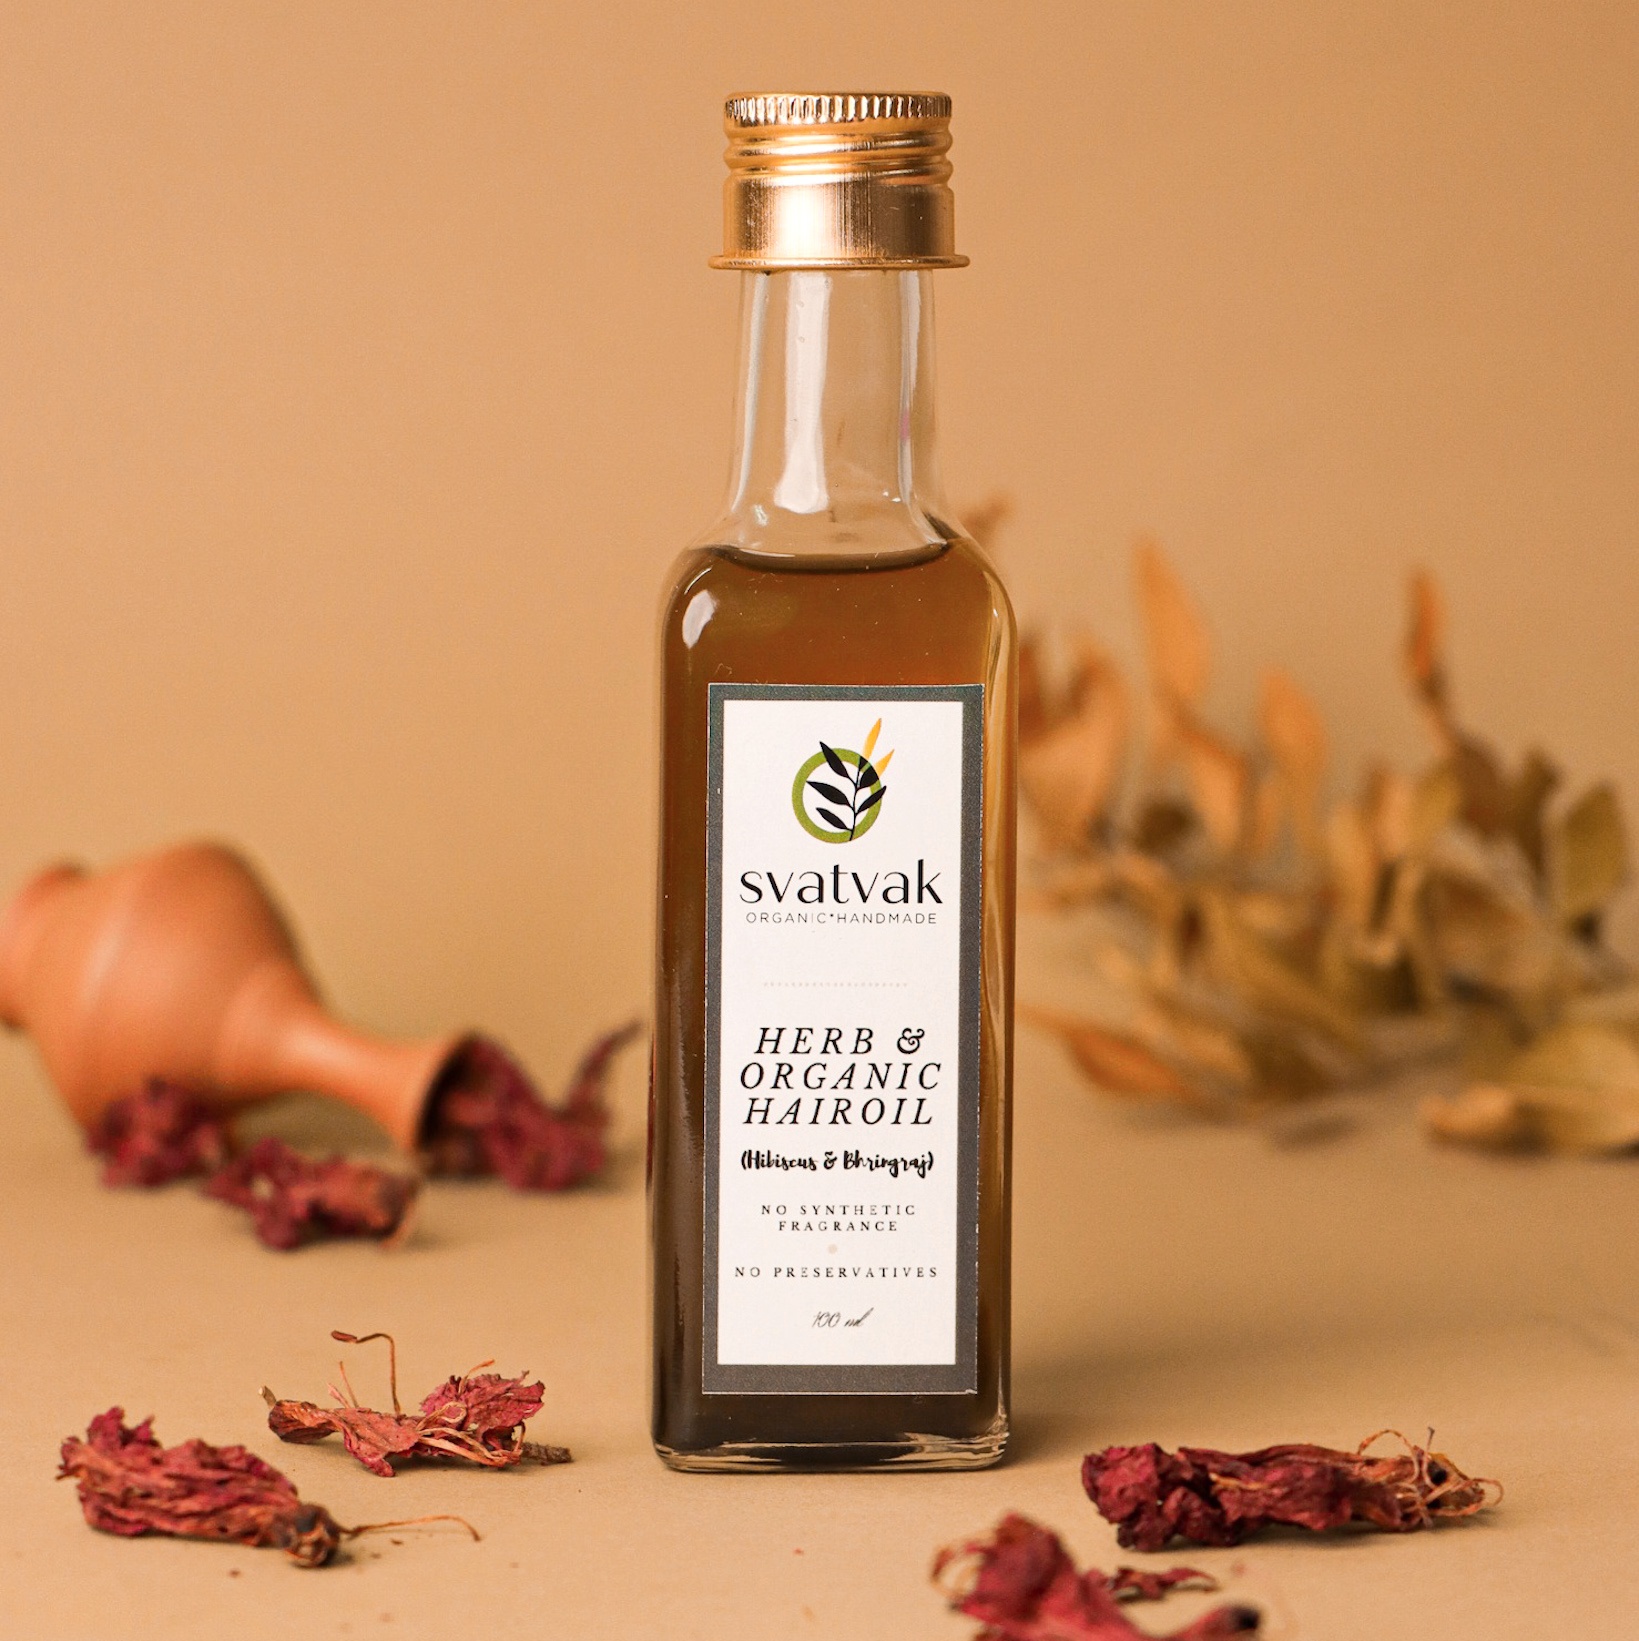 svatvak
ORGANIC*HANDMADE
HERB &
ORGANIC
HAIROIL
(Hibiscus & Bhringraj)
NO SYNTHETIC
FRAGRANCE
NO PRESERVATIVES
100 ml